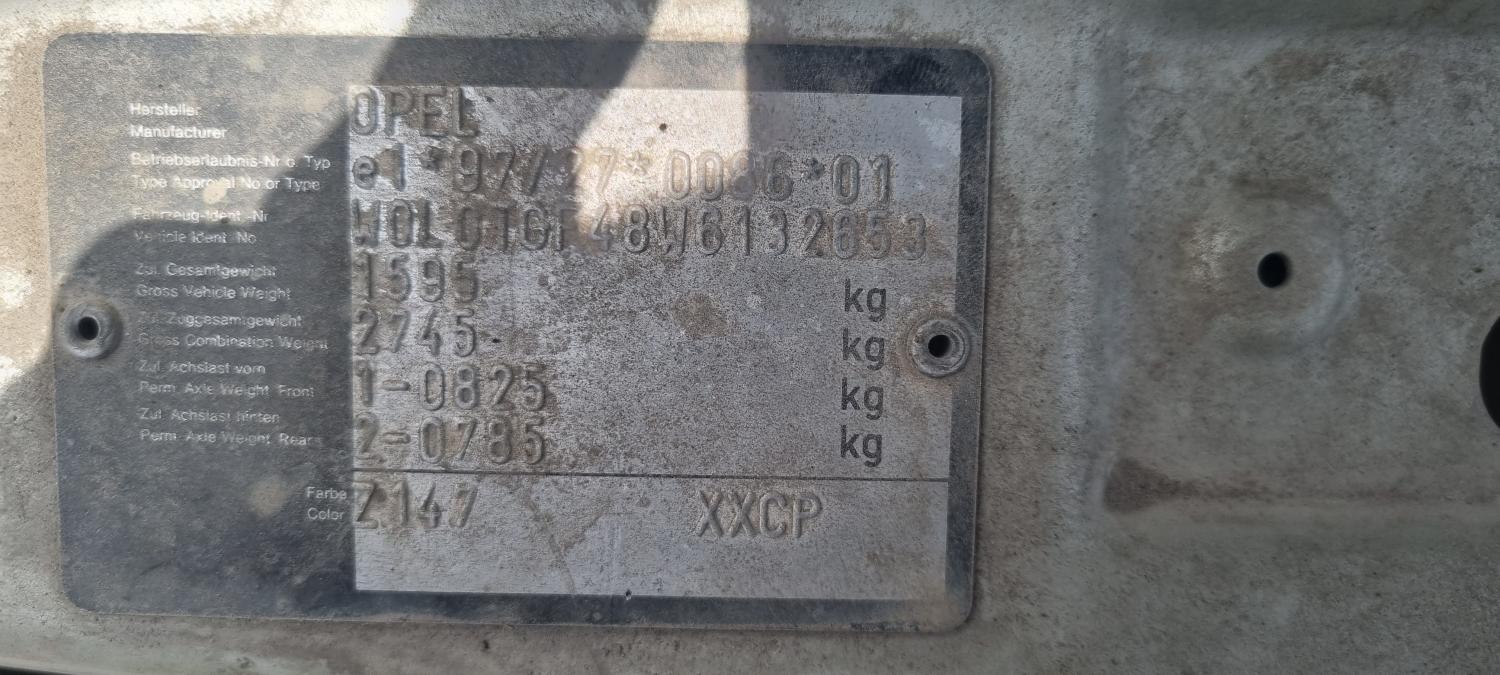 Hersteller
Manufacturer
OPEL
Betriebserlaubnis-Nr o. Typ
Type Approval No or Type
e1*97/27*0086*01
Fahrzeug-Ident.-Nr
Vehicle Ident. No
W0L0TGF48W6132653
Zul. Gesamtgewicht
Gross Vehicle Weight
1595 kg
Zul. Zuggesamtgewicht
Gross Combination Weight
2745 kg
Zul. Achslast vorn
Perm. Axle Weight Front
1-0825 kg
Zul. Achslast hinten
Perm. Axle Weight Rear
2-0785 kg
Farbe
Color
Z147 XXCP